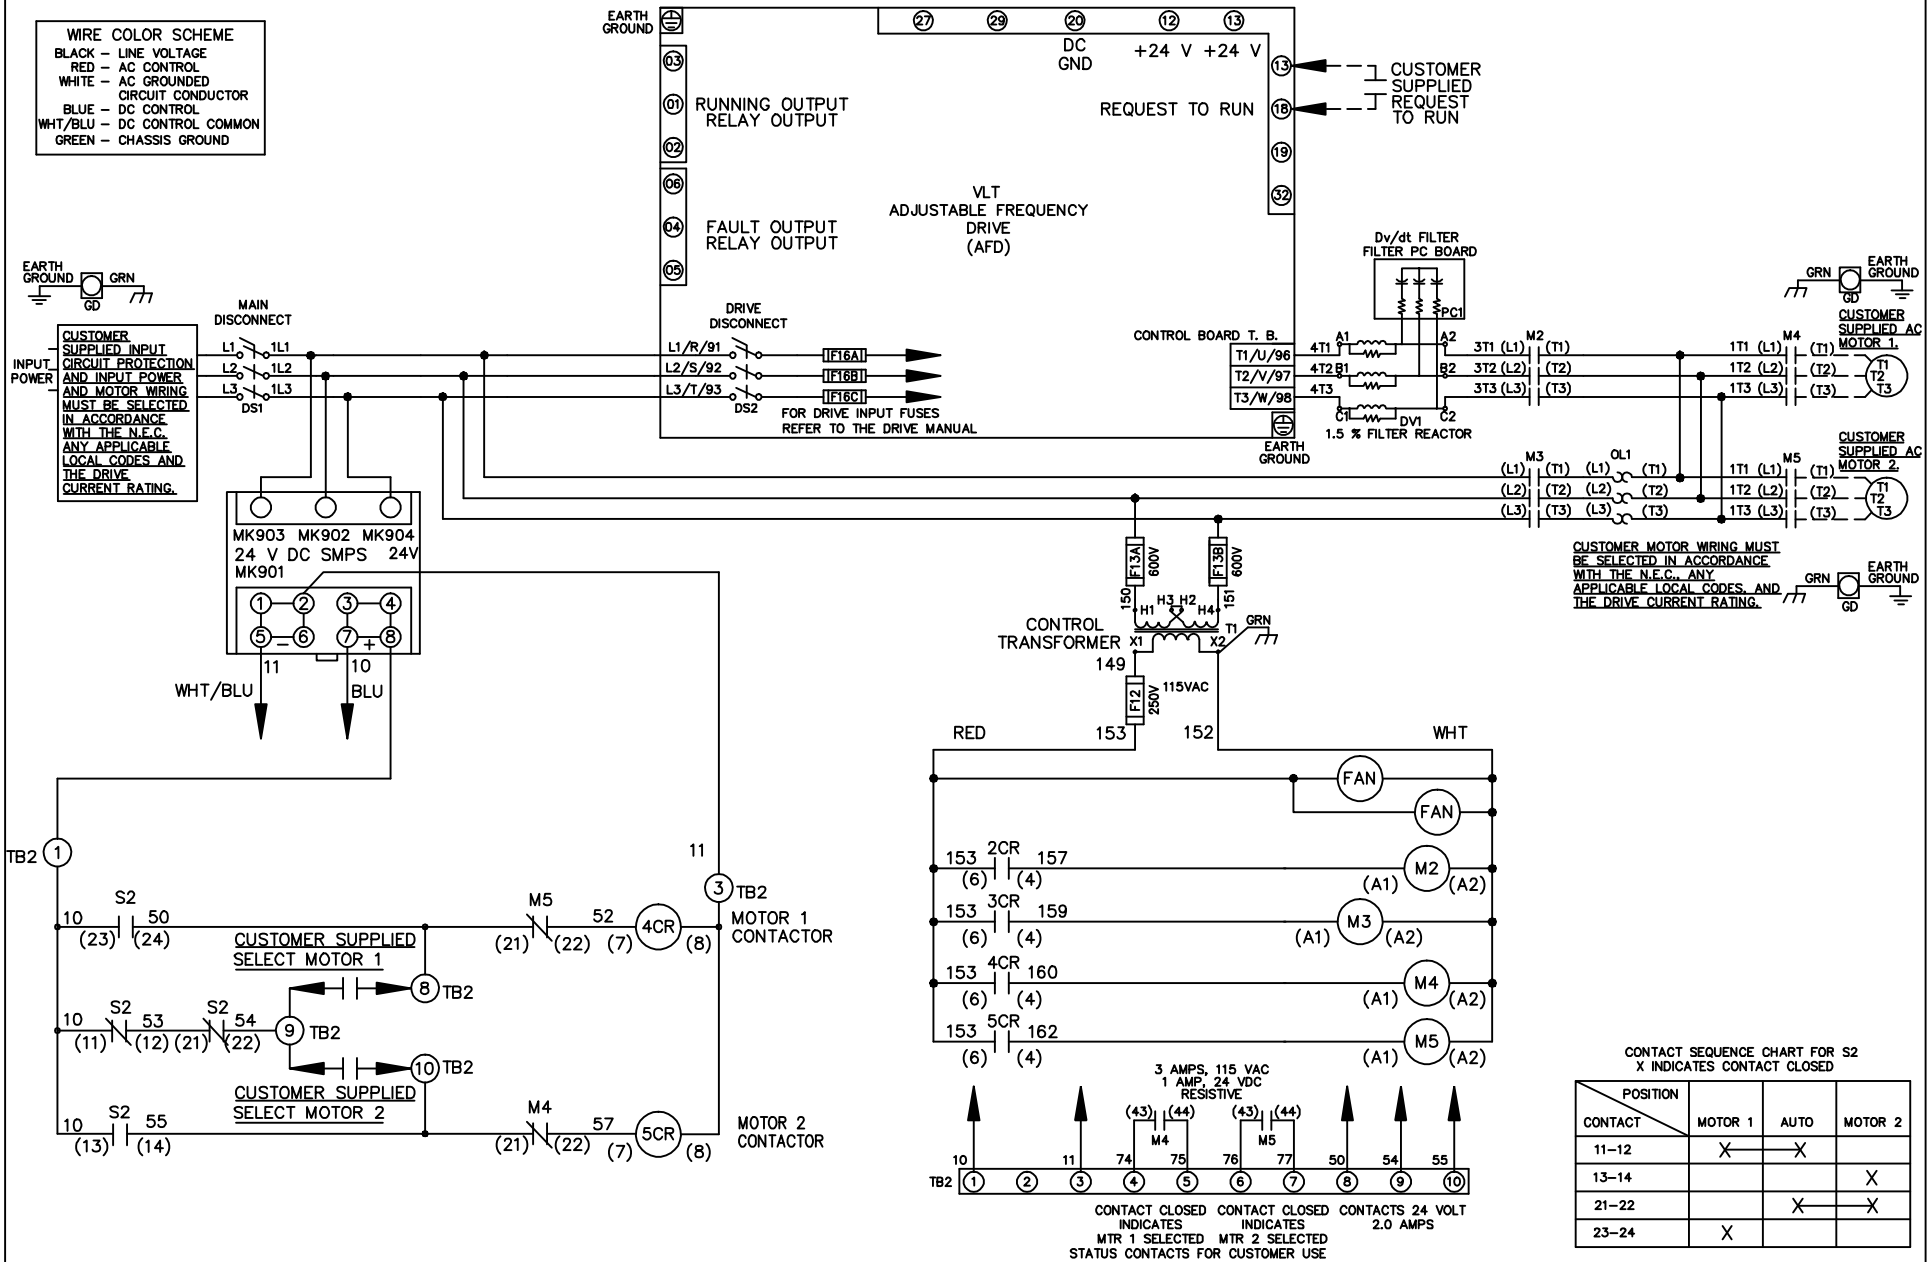 WIRE COLOR SCHEME
BLACK – LINE VOLTAGE
RED – AC CONTROL
WHITE – AC GROUNDED
CIRCUIT CONDUCTOR
BLUE – DC CONTROL
WHT/BLU – DC CONTROL COMMON
GREEN – CHASSIS GROUND
EARTH
GROUND
27 29 20 12 13
DC
GND
+24 V +24 V
03
01
02
RUNNING OUTPUT
RELAY OUTPUT
06
04
05
FAULT OUTPUT
RELAY OUTPUT
VLT
ADJUSTABLE FREQUENCY
DRIVE
(AFD)
REQUEST TO RUN
13
18
19
32
CUSTOMER
SUPPLIED
REQUEST
TO RUN
EARTH
GROUND
GRN
GD
INPUT
POWER
CUSTOMER
SUPPLIED INPUT
CIRCUIT PROTECTION
AND INPUT POWER
AND MOTOR WIRING
MUST BE SELECTED
IN ACCORDANCE
WITH THE N.E.C.
ANY APPLICABLE
LOCAL CODES AND
THE DRIVE
CURRENT RATING.
MAIN
DISCONNECT
L1 1L1
L2 1L2
L3 1L3
DS1
DRIVE
DISCONNECT
L1/R/91
L2/S/92
L3/T/93
DS2
F16A
F16B
F16C
FOR DRIVE INPUT FUSES
REFER TO THE DRIVE MANUAL
CONTROL BOARD T. B.
T1/U/96
T2/V/97
T3/W/98
EARTH
GROUND
Dv/dt FILTER
FILTER PC BOARD
PC1
4T1 A1 A2
4T2 B1 B2
4T3 C1 C2
DV1
1.5 % FILTER REACTOR
M2
3T1 (L1) (T1)
3T2 (L2) (T2)
3T3 (L3) (T3)
M4
1T1 (L1) (T1)
1T2 (L2) (T2)
1T3 (L3) (T3)
GRN
GD
EARTH
GROUND
CUSTOMER
SUPPLIED AC
MOTOR 1.
T1
T2
T3
M3
(L1) (T1)
(L2) (T2)
(L3) (T3)
OL1
(L1) (T1)
(L2) (T2)
(L3) (T3)
M5
1T1 (L1) (T1)
1T2 (L2) (T2)
1T3 (L3) (T3)
CUSTOMER
SUPPLIED AC
MOTOR 2.
T1
T2
T3
CUSTOMER MOTOR WIRING MUST
BE SELECTED IN ACCORDANCE
WITH THE N.E.C., ANY
APPLICABLE LOCAL CODES, AND
THE DRIVE CURRENT RATING.
GRN
GD
EARTH
GROUND
MK903 MK902 MK904
24 V DC SMPS 24V
MK901
1 2 3 4
5 – 6 7 + 8
11
10
WHT/BLU
BLU
F13A
600V
F13B
600V
150
151
H1 H3 H2 H4
CONTROL
TRANSFORMER
X1 X2
T1
GRN
149
F12
250V
115VAC
153 152
RED
WHT
FAN
FAN
153 2CR 157
(6) (4)
M2
(A1) (A2)
153 3CR 159
(6) (4)
M3
(A1) (A2)
153 4CR 160
(6) (4)
M4
(A1) (A2)
153 5CR 162
(6) (4)
M5
(A1) (A2)
TB2 1
11
3 TB2
S2
10 50
(23) (24)
M5
(21) (22)
52
(7) 4CR (8)
MOTOR 1
CONTACTOR
CUSTOMER SUPPLIED
SELECT MOTOR 1
8 TB2
S2 S2
10 53 54
(11) (12) (21) (22)
9 TB2
10 TB2
CUSTOMER SUPPLIED
SELECT MOTOR 2
S2
10 55
(13) (14)
M4
(21) (22)
57
(7) 5CR (8)
MOTOR 2
CONTACTOR
3 AMPS, 115 VAC
1 AMP, 24 VDC
RESISTIVE
(43) (44)
M4
(43) (44)
M5
10 11 74 75 76 77 50 54 55
TB2 1 2 3 4 5 6 7 8 9 10
CONTACT CLOSED
INDICATES
MTR 1 SELECTED
CONTACT CLOSED
INDICATES
MTR 2 SELECTED
CONTACTS 24 VOLT
2.0 AMPS
STATUS CONTACTS FOR CUSTOMER USE
CONTACT SEQUENCE CHART FOR S2
X INDICATES CONTACT CLOSED
POSITION
CONTACT MOTOR 1 AUTO MOTOR 2
11–12 X X
13–14 X
21–22 X X
23–24 X